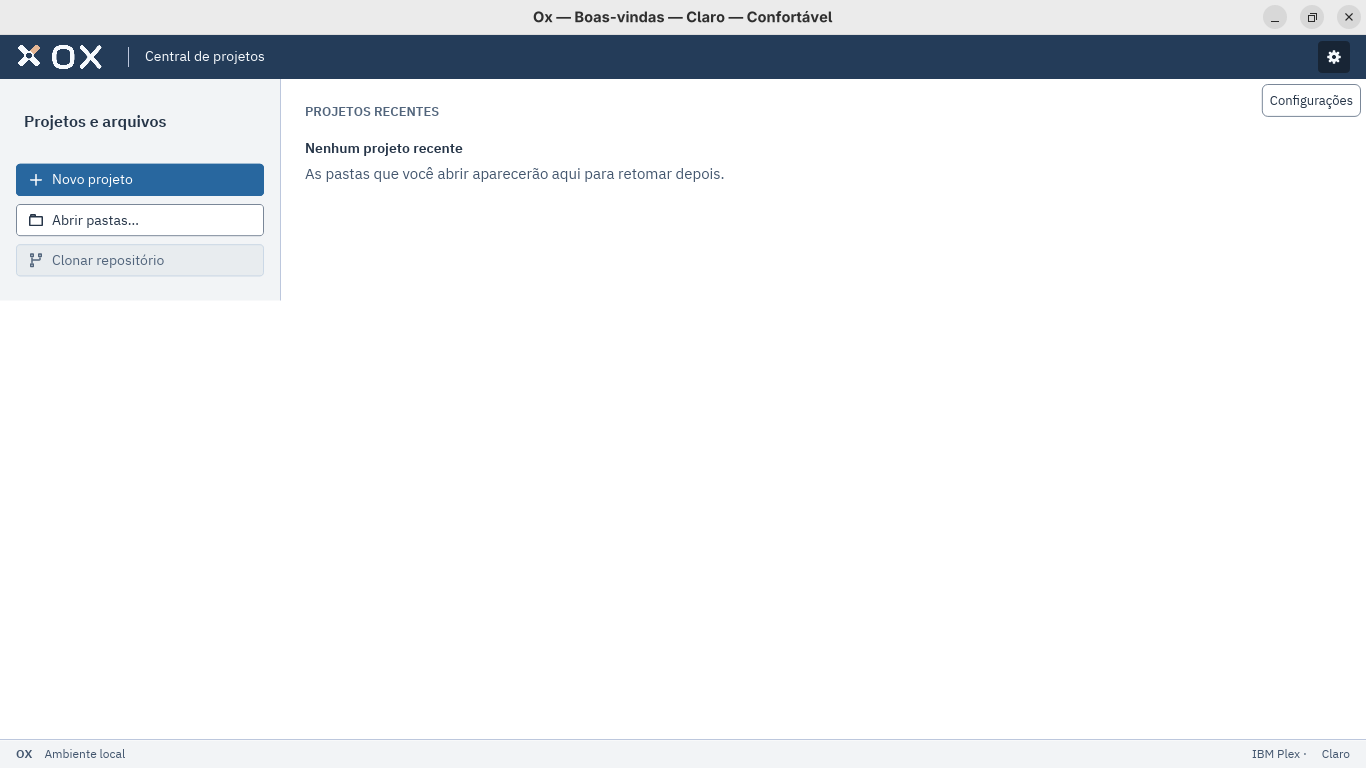 Ox — Boas-vindas — Claro — Confortável
OX
Central de projetos
Configurações
Projetos e arquivos
Novo projeto
Abrir pastas...
Clonar repositório
PROJETOS RECENTES
Nenhum projeto recente
As pastas que você abrir aparecerão aqui para retomar depois.
OX Ambiente local
IBM Plex · Claro